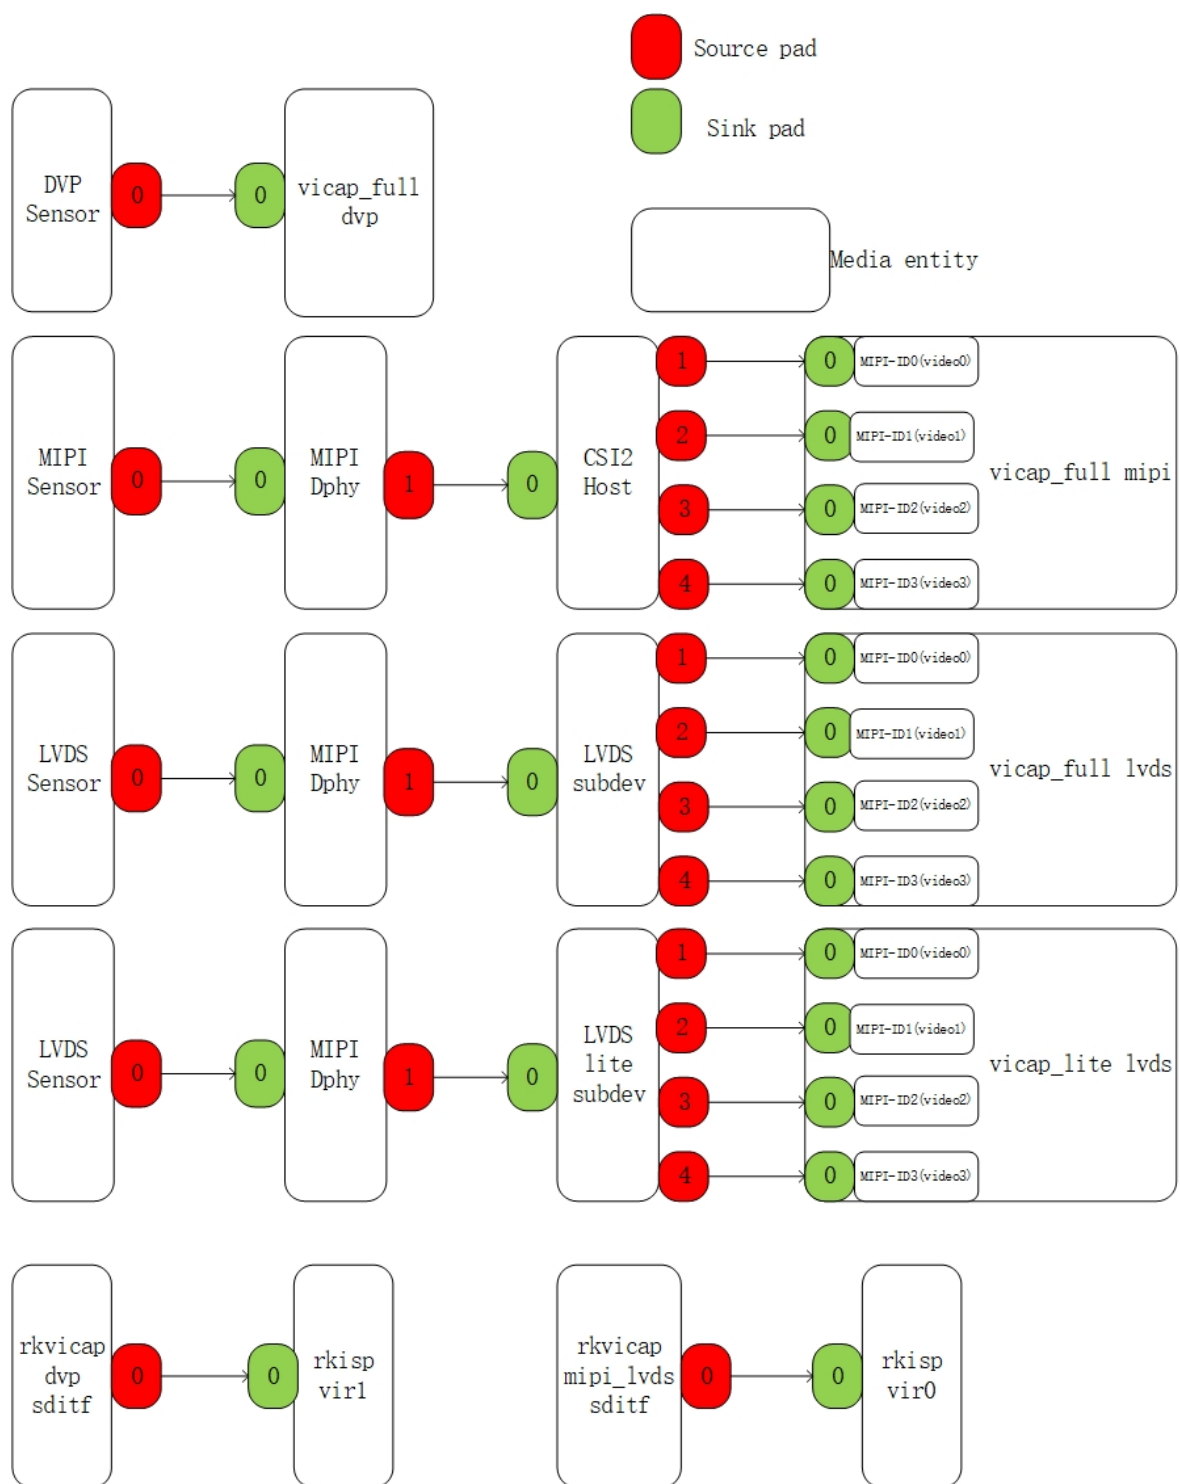 Source pad
Sink pad
DVP
Sensor
0
0
vicap_full
dvp
Media entity
MIPI
Sensor
0
0
MIPI
Dphy
1
0
CSI2
Host
1
0
MIPI-ID0(video0)
2
0
MIPI-ID1(video1)
3
0
MIPI-ID2(video2)
4
0
MIPI-ID3(video3)
vicap_full mipi
LVDS
Sensor
0
0
MIPI
Dphy
1
0
LVDS
subdev
1
0
MIPI-ID0(video0)
2
0
MIPI-ID1(video1)
3
0
MIPI-ID2(video2)
4
0
MIPI-ID3(video3)
vicap_full lvds
LVDS
Sensor
0
0
MIPI
Dphy
1
0
LVDS
lite
subdev
1
0
MIPI-ID0(video0)
2
0
MIPI-ID1(video1)
3
0
MIPI-ID2(video2)
4
0
MIPI-ID3(video3)
vicap_lite lvds
rkvicap
dvp
sditf
0
0
rkisp
vir1
rkvicap
mipi_lvds
sditf
0
0
rkisp
vir0